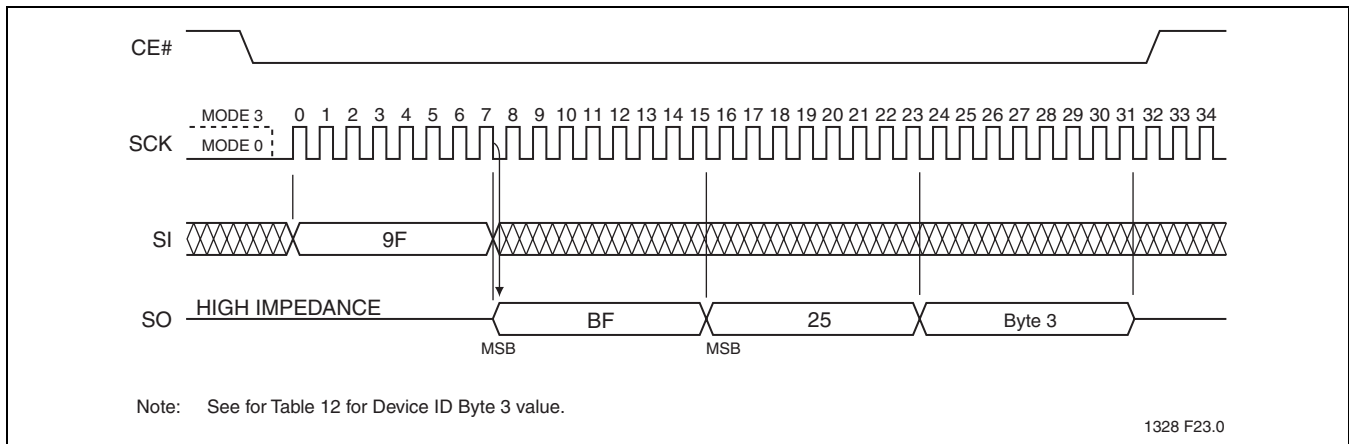 CE#
MODE 3 0 1 2 3 4 5 6 7 8 9 10 11 12 13 14 15 16 17 18 19 20 21 22 23 24 25 26 27 28 29 30 31 32 33 34
SCK MODE 0
SI 9F
HIGH IMPEDANCE
SO BF 25 Byte 3
MSB MSB
Note: See for Table 12 for Device ID Byte 3 value.
1328 F23.0